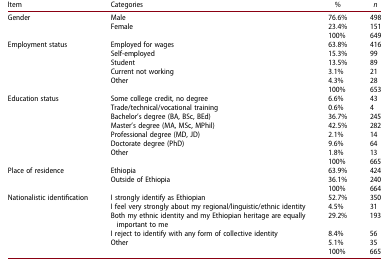 Item Categories % n
Gender Male 76.6% 498
Female 23.4% 151
100% 649
Employment status Employed for wages 63.8% 416
Self-employed 15.3% 99
Student 13.5% 89
Current not working 3.1% 21
Other 4.3% 28
100% 653
Education status Some college credit, no degree 6.6% 43
Trade/technical/vocational training 0.6% 4
Bachelor's degree (BA, BSc, BEd) 36.7% 245
Master's degree (MA, MSc, MPhil) 42.5% 282
Professional degree (MD, JD) 2.1% 14
Doctorate degree (PhD) 9.6% 64
Other 1.8% 13
100% 665
Place of residence Ethiopia 63.9% 424
Outside of Ethiopia 36.1% 240
100% 664
Nationalistic identification I strongly identify as Ethiopian 52.7% 350
I feel very strongly about my regional/linguistic/ethnic identity 4.5% 31
Both my ethnic identity and my Ethiopian heritage are equally 29.2% 193
important to me
I reject to identify with any form of collective identity 8.4% 56
Other 5.1% 35
100% 665